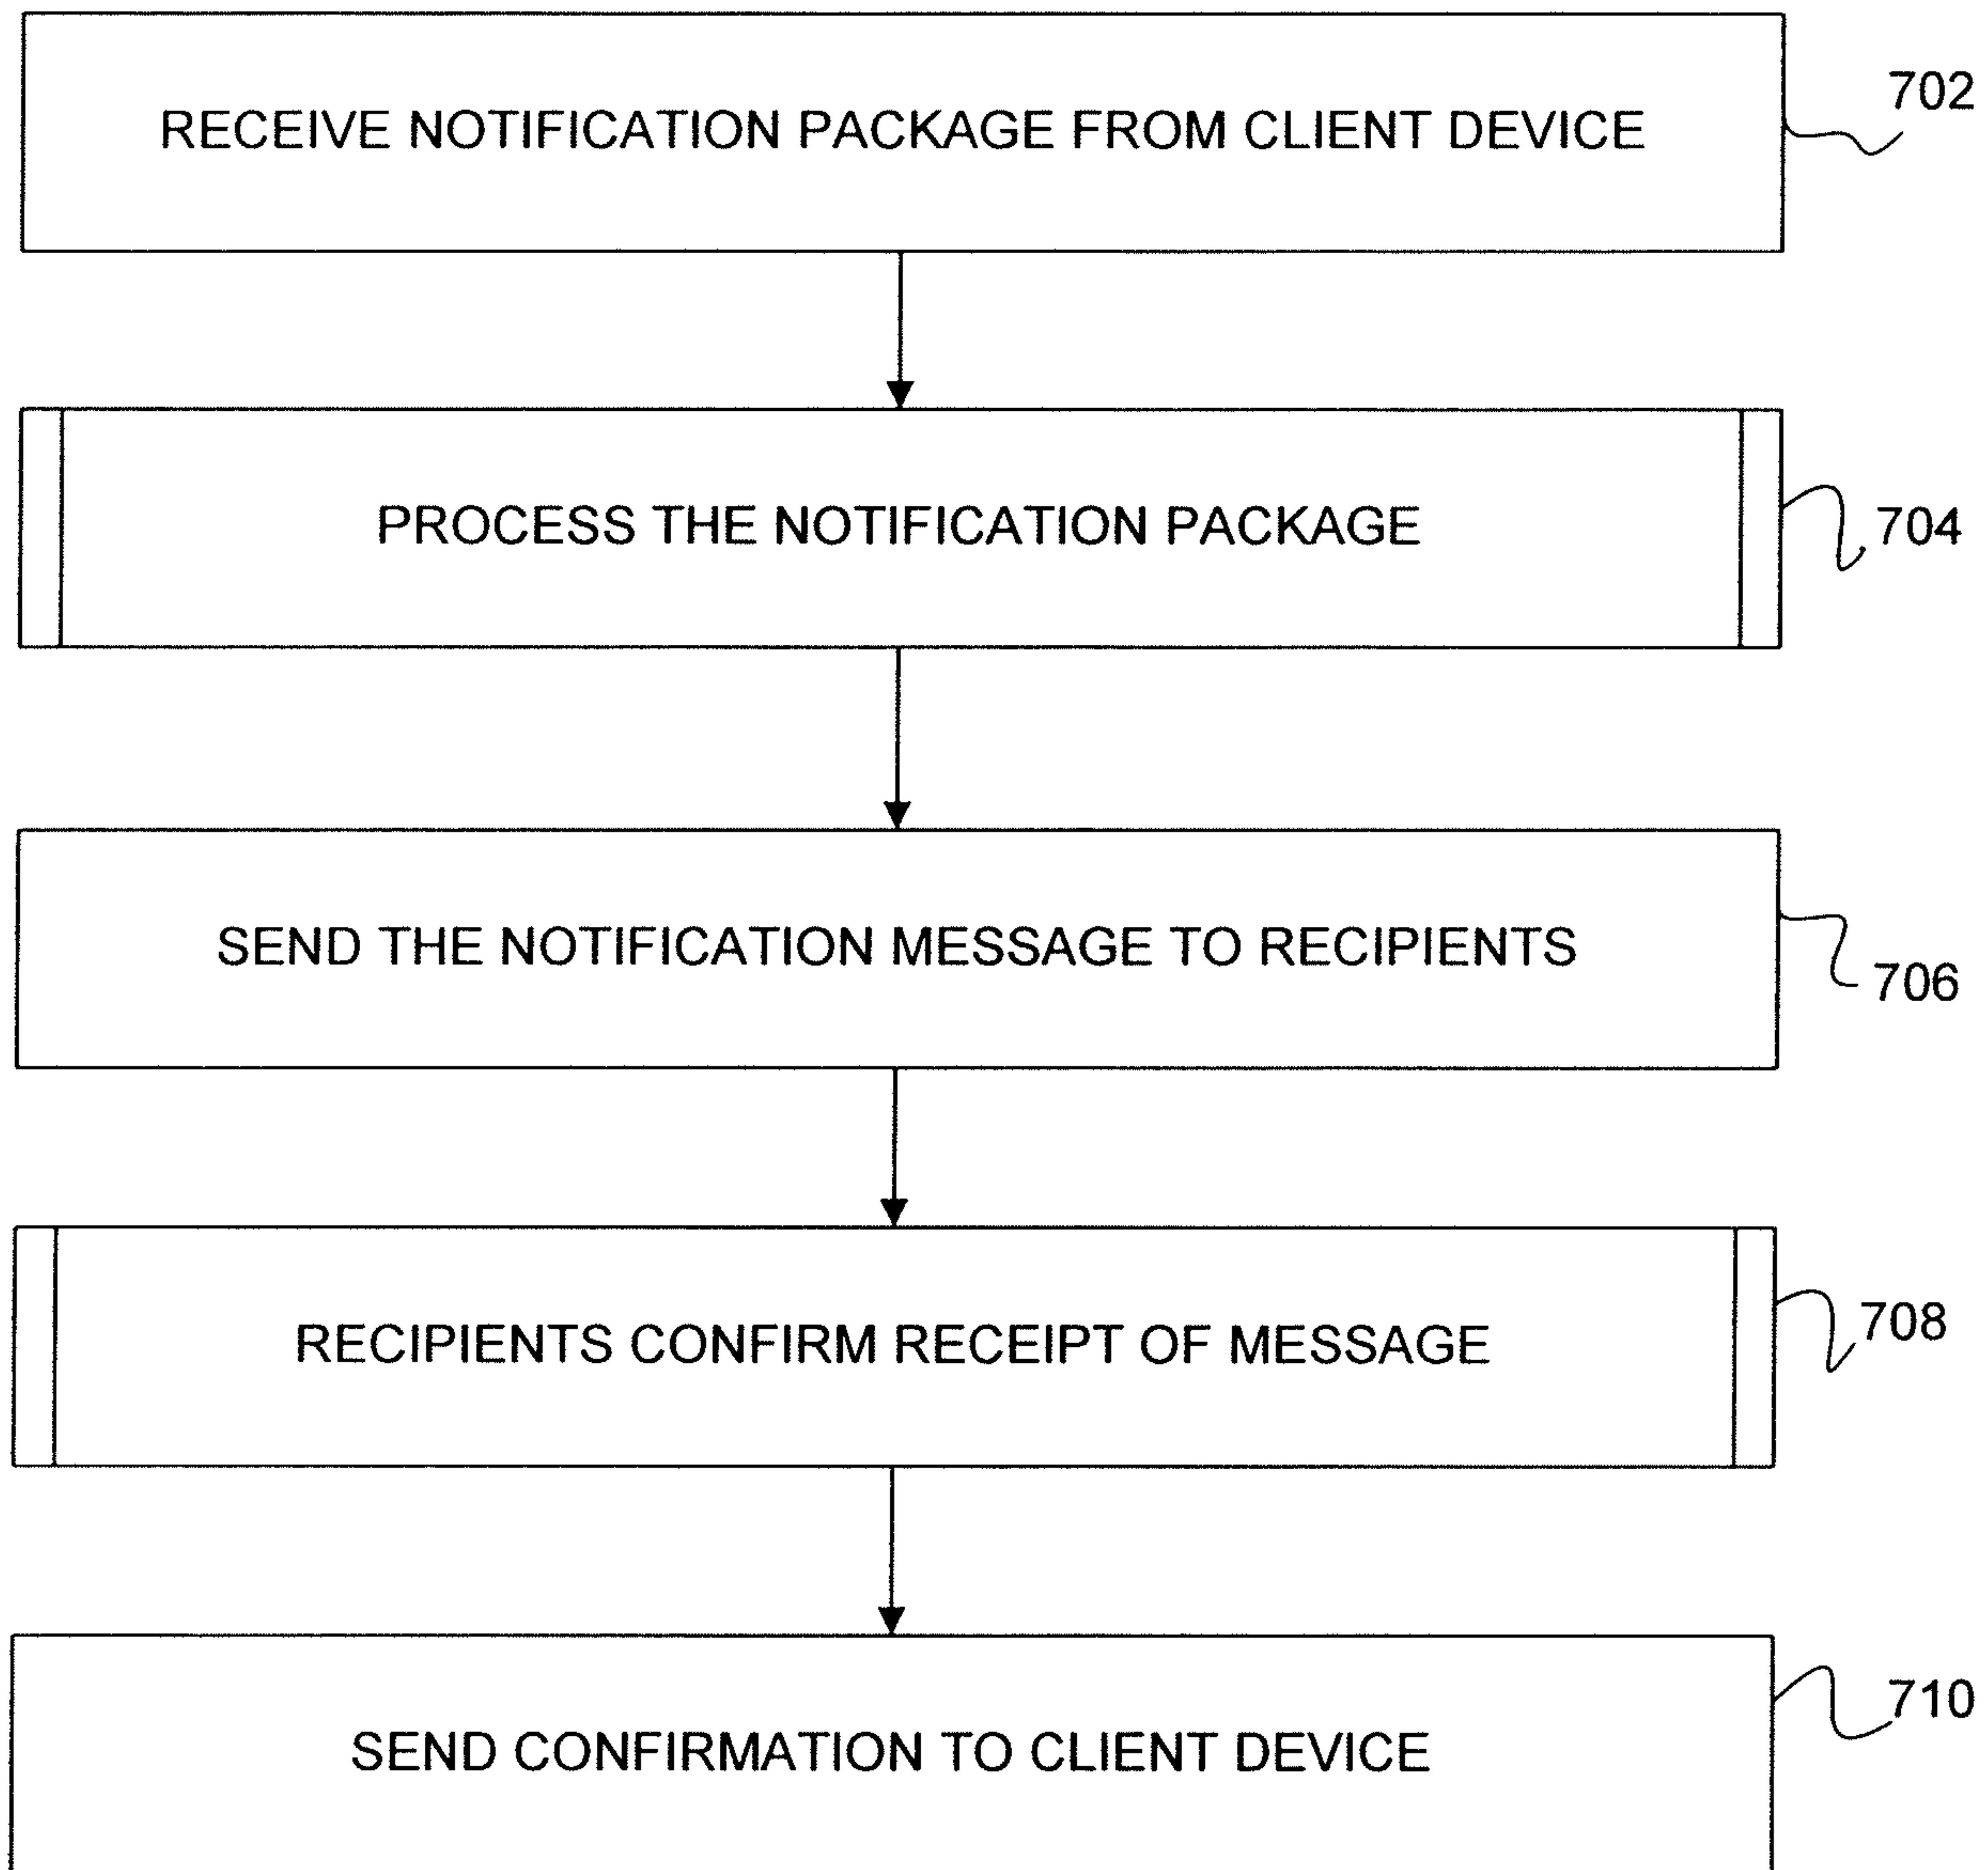 RECEIVE NOTIFICATION PACKAGE FROM CLIENT DEVICE
702
PROCESS THE NOTIFICATION PACKAGE
704
SEND THE NOTIFICATION MESSAGE TO RECIPIENTS
706
RECIPIENTS CONFIRM RECEIPT OF MESSAGE
708
SEND CONFIRMATION TO CLIENT DEVICE
710